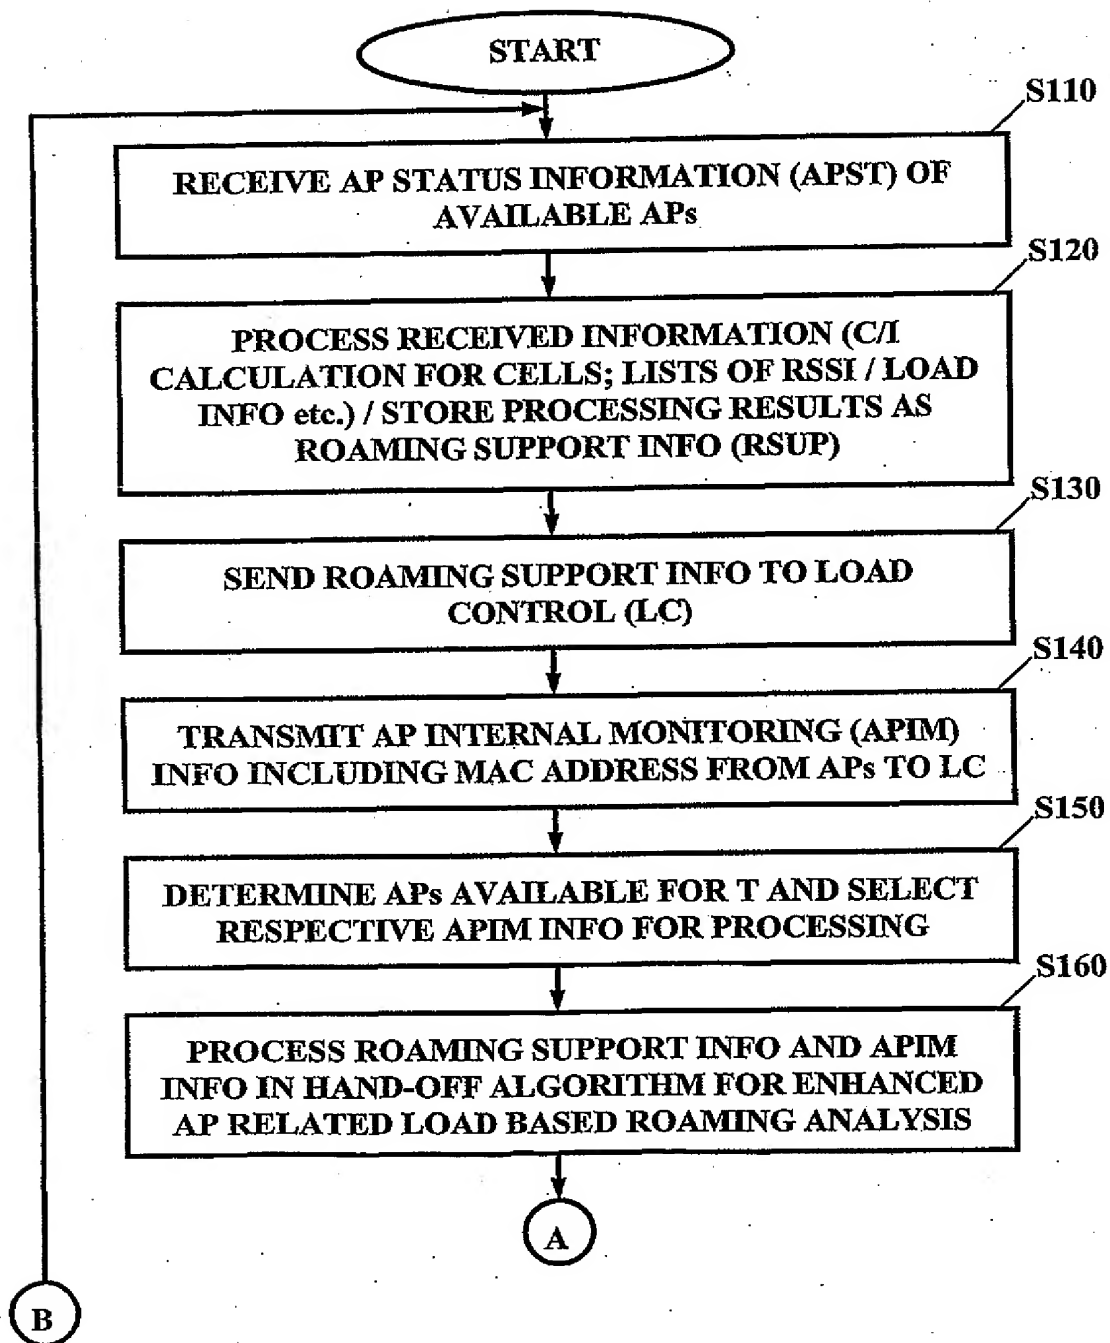 START
S110
RECEIVE AP STATUS INFORMATION (APST) OF
AVAILABLE APs
S120
PROCESS RECEIVED INFORMATION (C/I
CALCULATION FOR CELLS; LISTS OF RSSI / LOAD
INFO etc.) / STORE PROCESSING RESULTS AS
ROAMING SUPPORT INFO (RSUP)
S130
SEND ROAMING SUPPORT INFO TO LOAD
CONTROL (LC)
S140
TRANSMIT AP INTERNAL MONITORING (APIM)
INFO INCLUDING MAC ADDRESS FROM APs TO LC
S150
DETERMINE APs AVAILABLE FOR T AND SELECT
RESPECTIVE APIM INFO FOR PROCESSING
S160
PROCESS ROAMING SUPPORT INFO AND APIM
INFO IN HAND-OFF ALGORITHM FOR ENHANCED
AP RELATED LOAD BASED ROAMING ANALYSIS
A
B